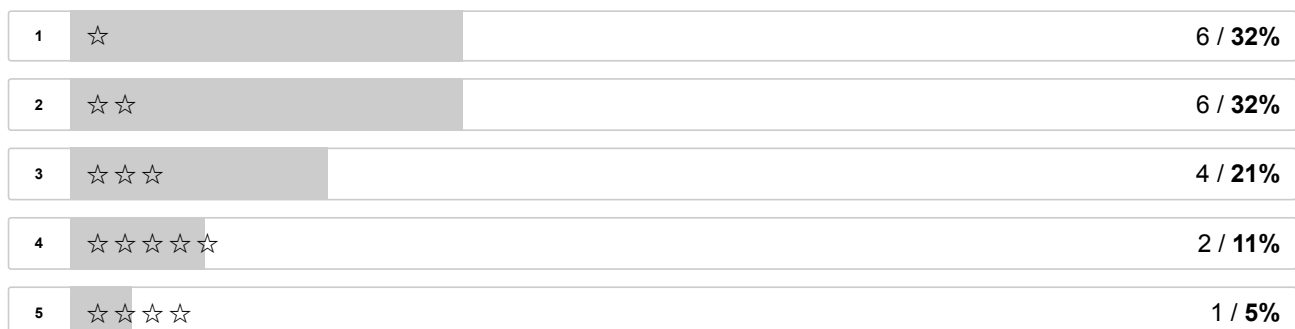 1 ☆ 6 / 32%
2 ☆☆ 6 / 32%
3 ☆☆☆ 4 / 21%
4 ☆☆☆☆☆ 2 / 11%
5 ☆☆☆☆ 1 / 5%